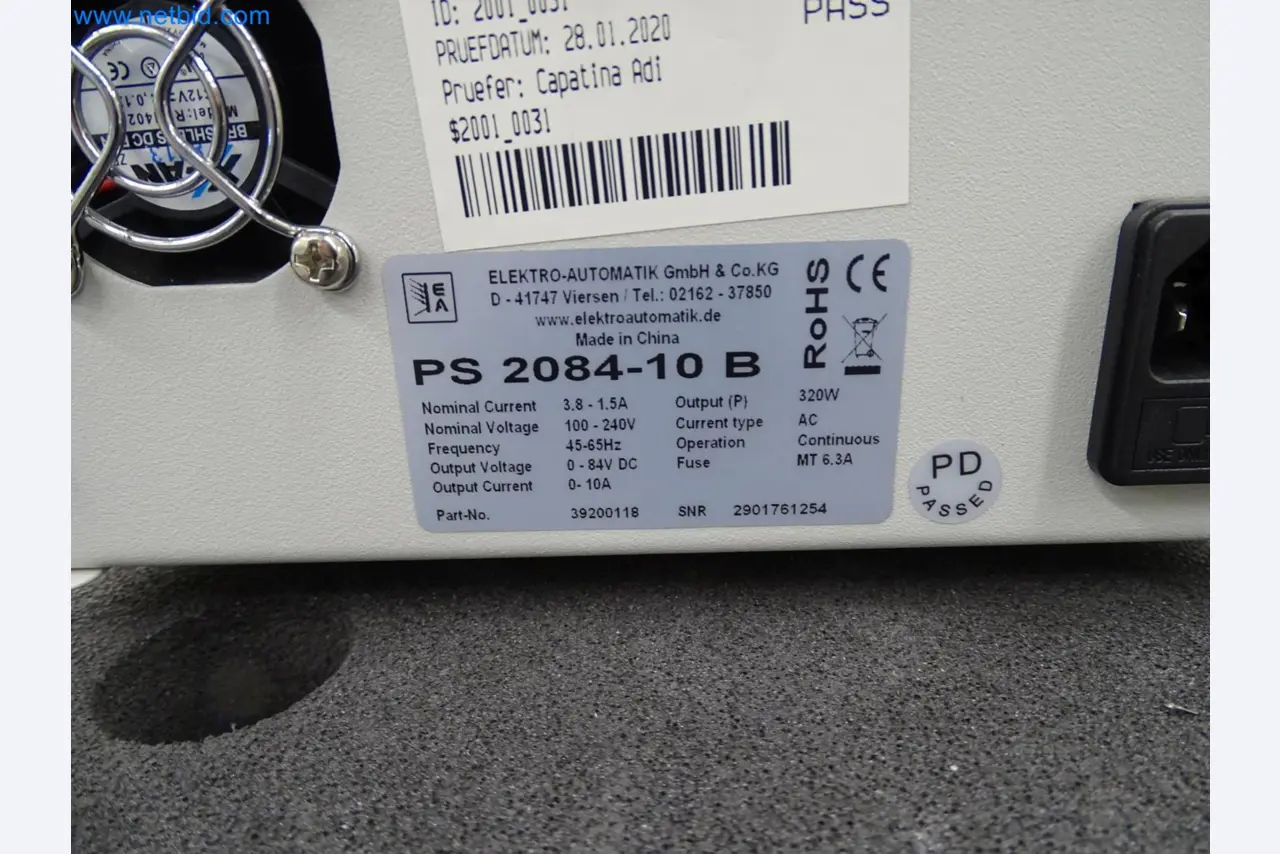 www.netbid.com
ID: 2001_0031
PASS
PRUEFDATUM: 28.01.2020
Pruefer: Capatina Adi
$2001_0031
BRUSHLESS DC
EA
ELEKTRO-AUTOMATIK GmbH & Co.KG
D - 41747 Viersen / Tel.: 02162 - 37850
www.elektroautomatik.de
Made in China
RoHS
CE
PS 2084-10 B
Nominal Current 3.8 - 1.5A Output (P) 320W
Nominal Voltage 100 - 240V Current type AC
Frequency 45-65Hz Operation Continuous
Output Voltage 0 - 84V DC Fuse MT 6.3A
Output Current 0- 10A
Part-No. 39200118 SNR 2901761254
PD
PASSED